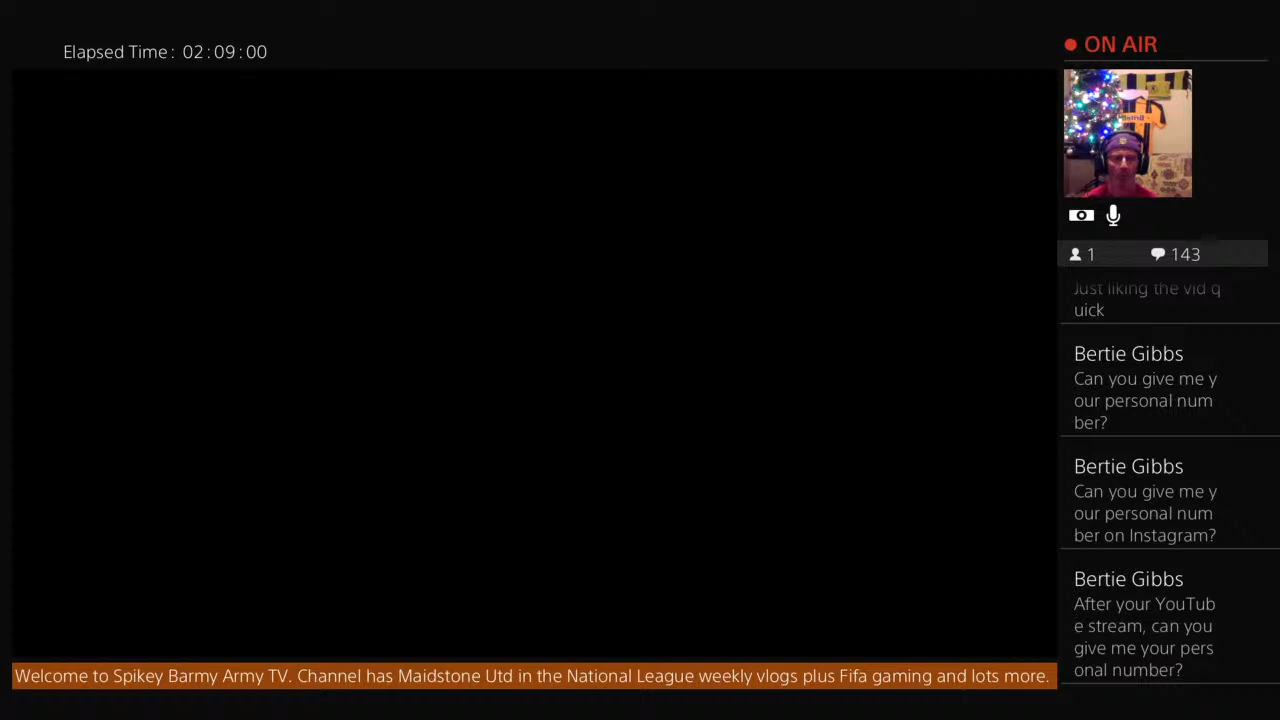 Elapsed Time: 02:09:00
ON AIR
1 143
Just liking the vid q
uick
Bertie Gibbs
Can you give me y
our personal num
ber?
Bertie Gibbs
Can you give me y
our personal num
ber on Instagram?
Bertie Gibbs
After your YouTub
e stream, can you
give me your pers
onal number?
Welcome to Spikey Barmy Army TV. Channel has Maidstone Utd in the National League weekly vlogs plus Fifa gaming and lots more.